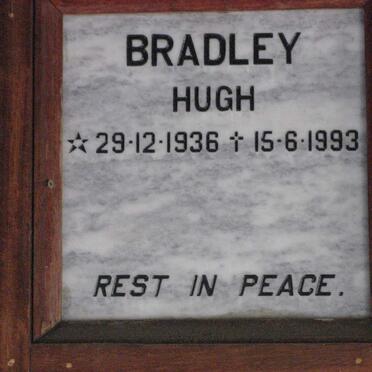 BRADLEY
HUGH
☆ 29·12·1936 ✝ 15·6·1993
REST IN PEACE.